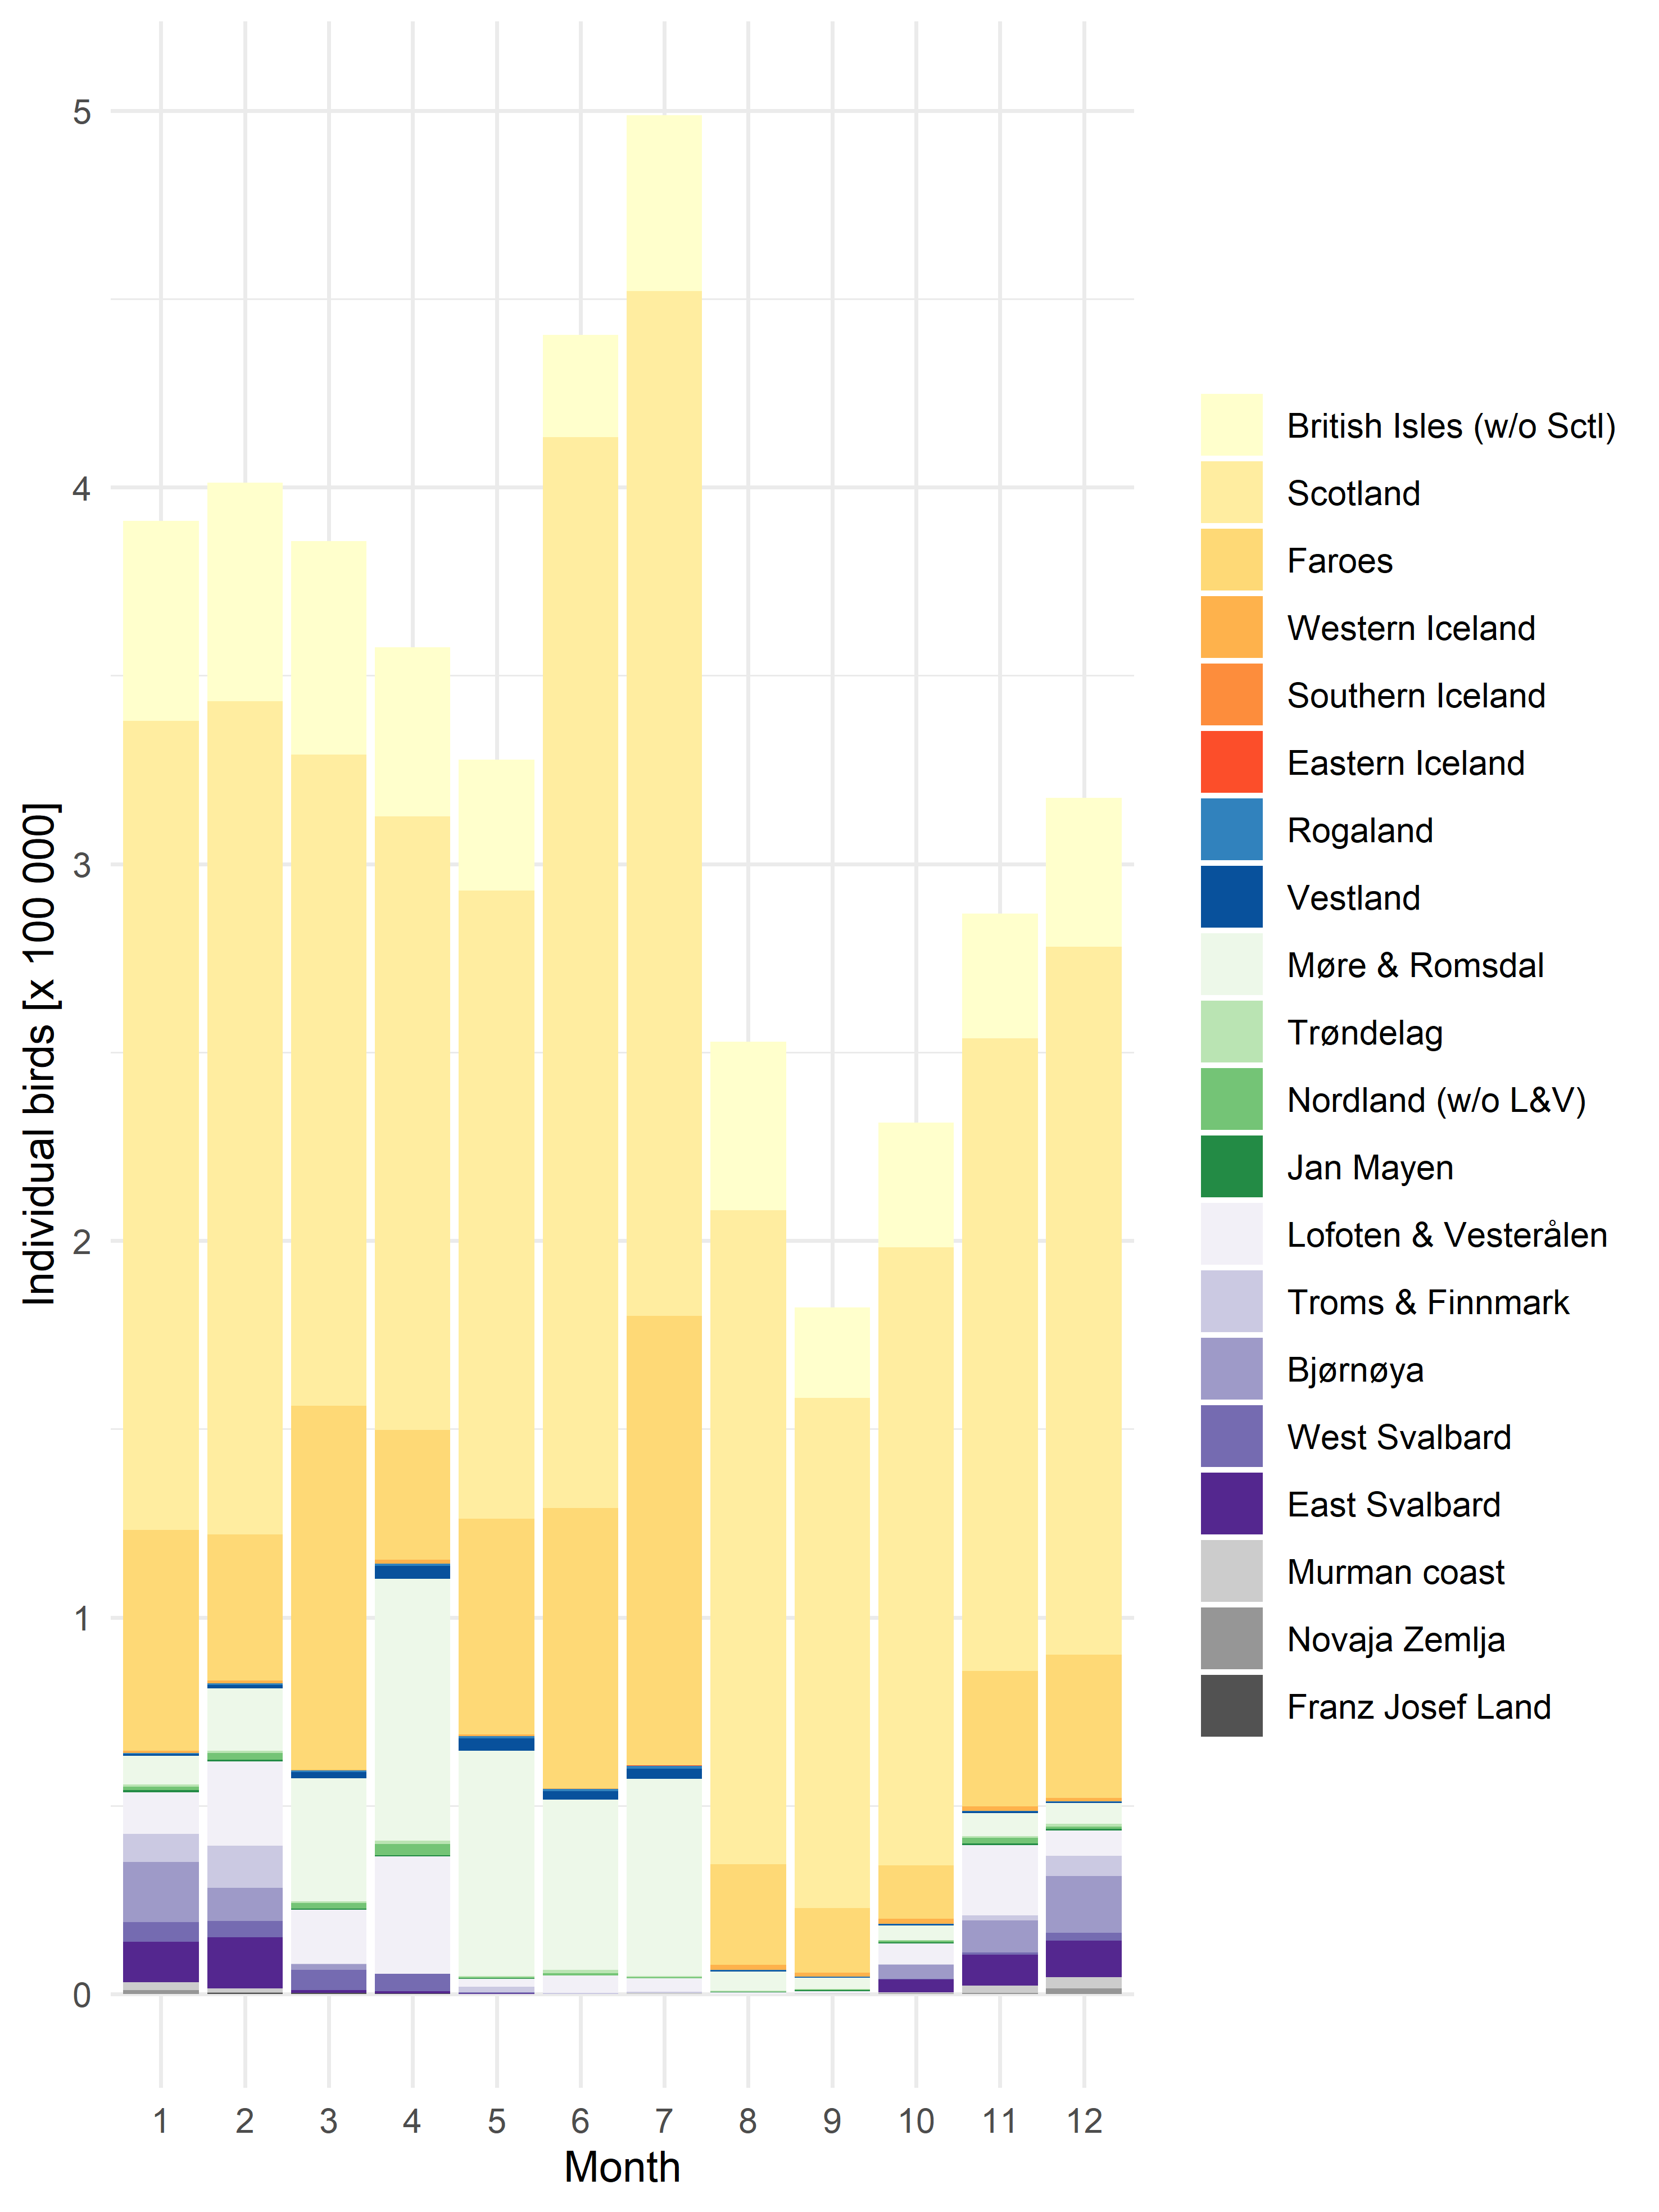 5
4
3
2
1
0
Individual birds [x 100 000]
1 2 3 4 5 6 7 8 9 10 11 12
Month
British Isles (w/o Sctl)
Scotland
Faroes
Western Iceland
Southern Iceland
Eastern Iceland
Rogaland
Vestland
Møre & Romsdal
Trøndelag
Nordland (w/o L&V)
Jan Mayen
Lofoten & Vesterålen
Troms & Finnmark
Bjørnøya
West Svalbard
East Svalbard
Murman coast
Novaja Zemlja
Franz Josef Land